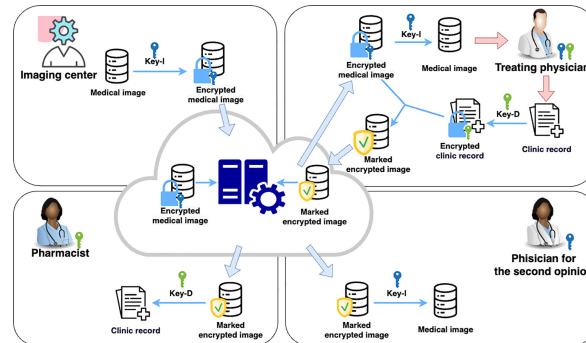 Imaging center
Medical image
Key-I
Encrypted
medical image
Encrypted
medical image
Key-I
Medical image
Treating physician
Marked
encrypted image
Encrypted
clinic record
Key-D
Clinic record
Encrypted
medical image
Marked
encrypted image
Pharmacist
Clinic record
Key-D
Marked
encrypted image
Marked
encrypted image
Key-I
Medical image
Phisician for
the second opinio